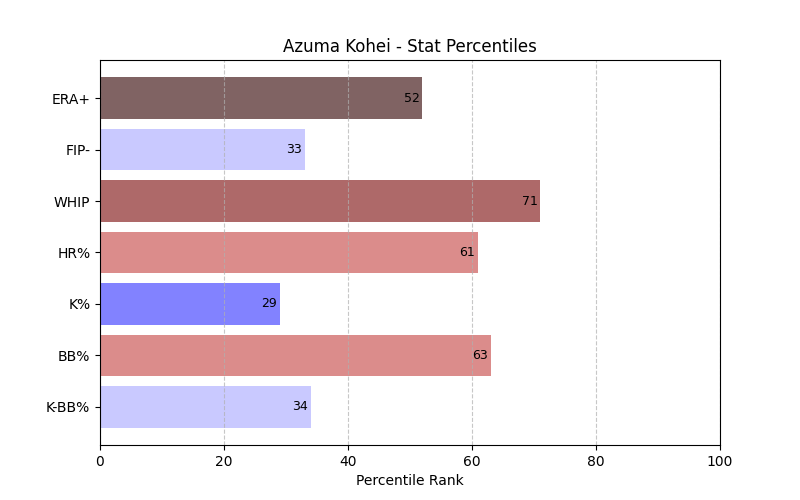 Azuma Kohei - Stat Percentiles
ERA+ 52
FIP- 33
WHIP 71
HR% 61
K% 29
BB% 63
K-BB% 34
0 20 40 60 80 100
Percentile Rank